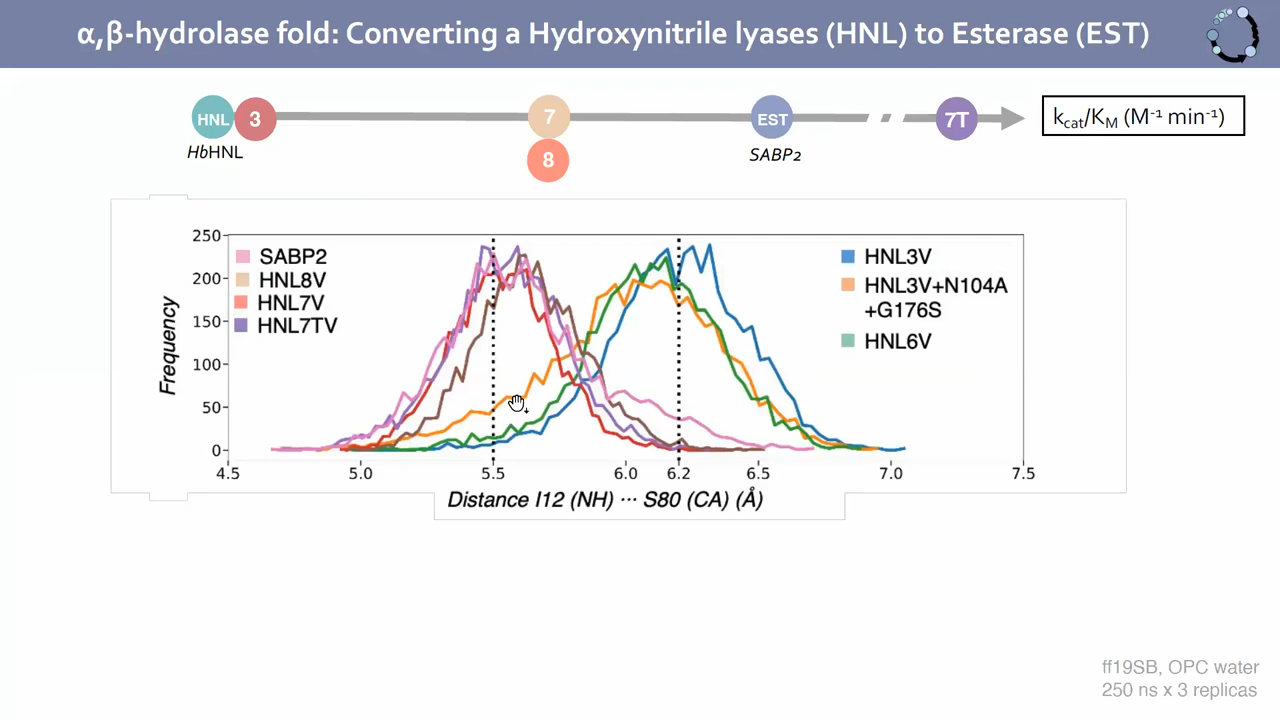 α,β-hydrolase fold: Converting a Hydroxynitrile lyases (HNL) to Esterase (EST)
HNL 3 7 EST 7T kcat/KM (M⁻¹ min⁻¹)
HbHNL 8 SABP2
250
200
150
100
50
0
Frequency
SABP2
HNL8V
HNL7V
HNL7TV
HNL3V
HNL3V+N104A
+G176S
HNL6V
4.5 5.0 5.5 6.0 6.2 6.5 7.0 7.5
Distance I12 (NH) ··· S80 (CA) (Å)
ff19SB, OPC water
250 ns x 3 replicas